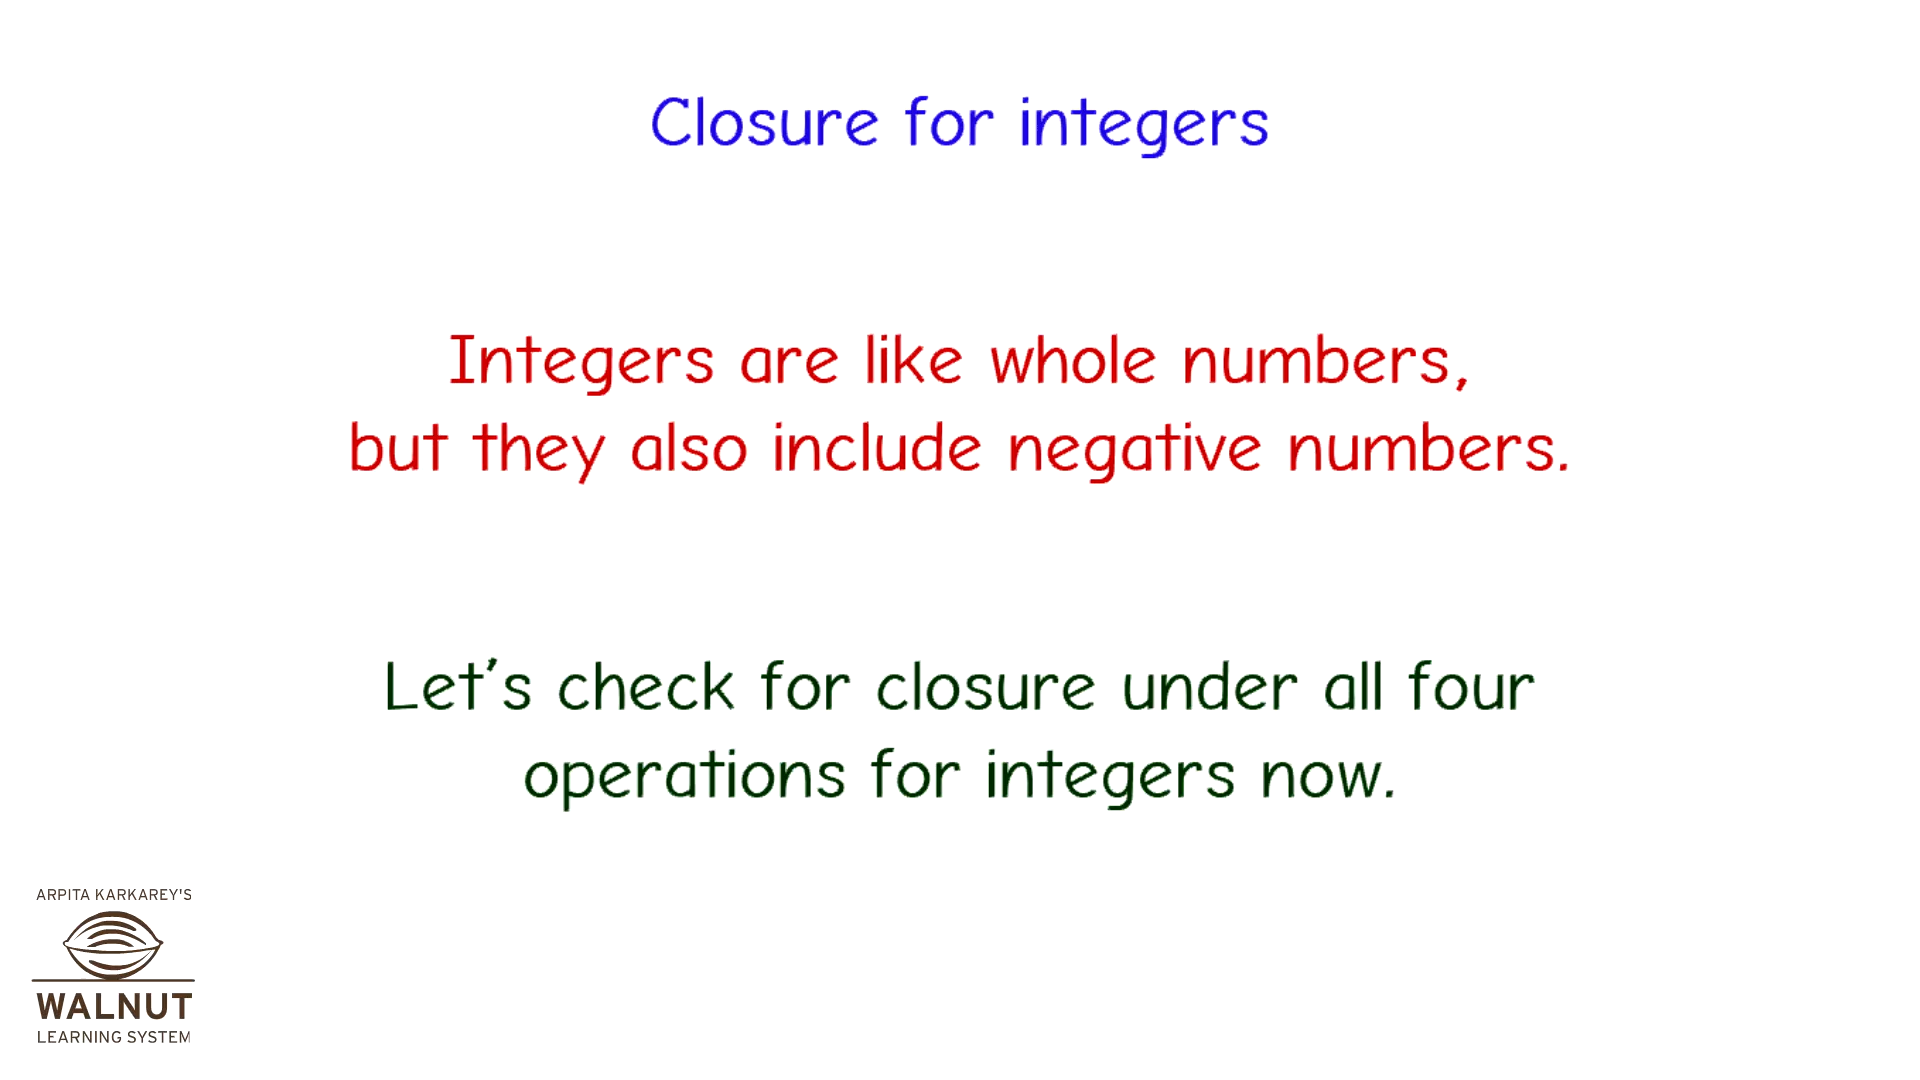 Closure for integers
Integers are like whole numbers,
but they also include negative numbers.
Let's check for closure under all four
operations for integers now.
ARPITA KARKAREY'S
WALNUT
LEARNING SYSTEM